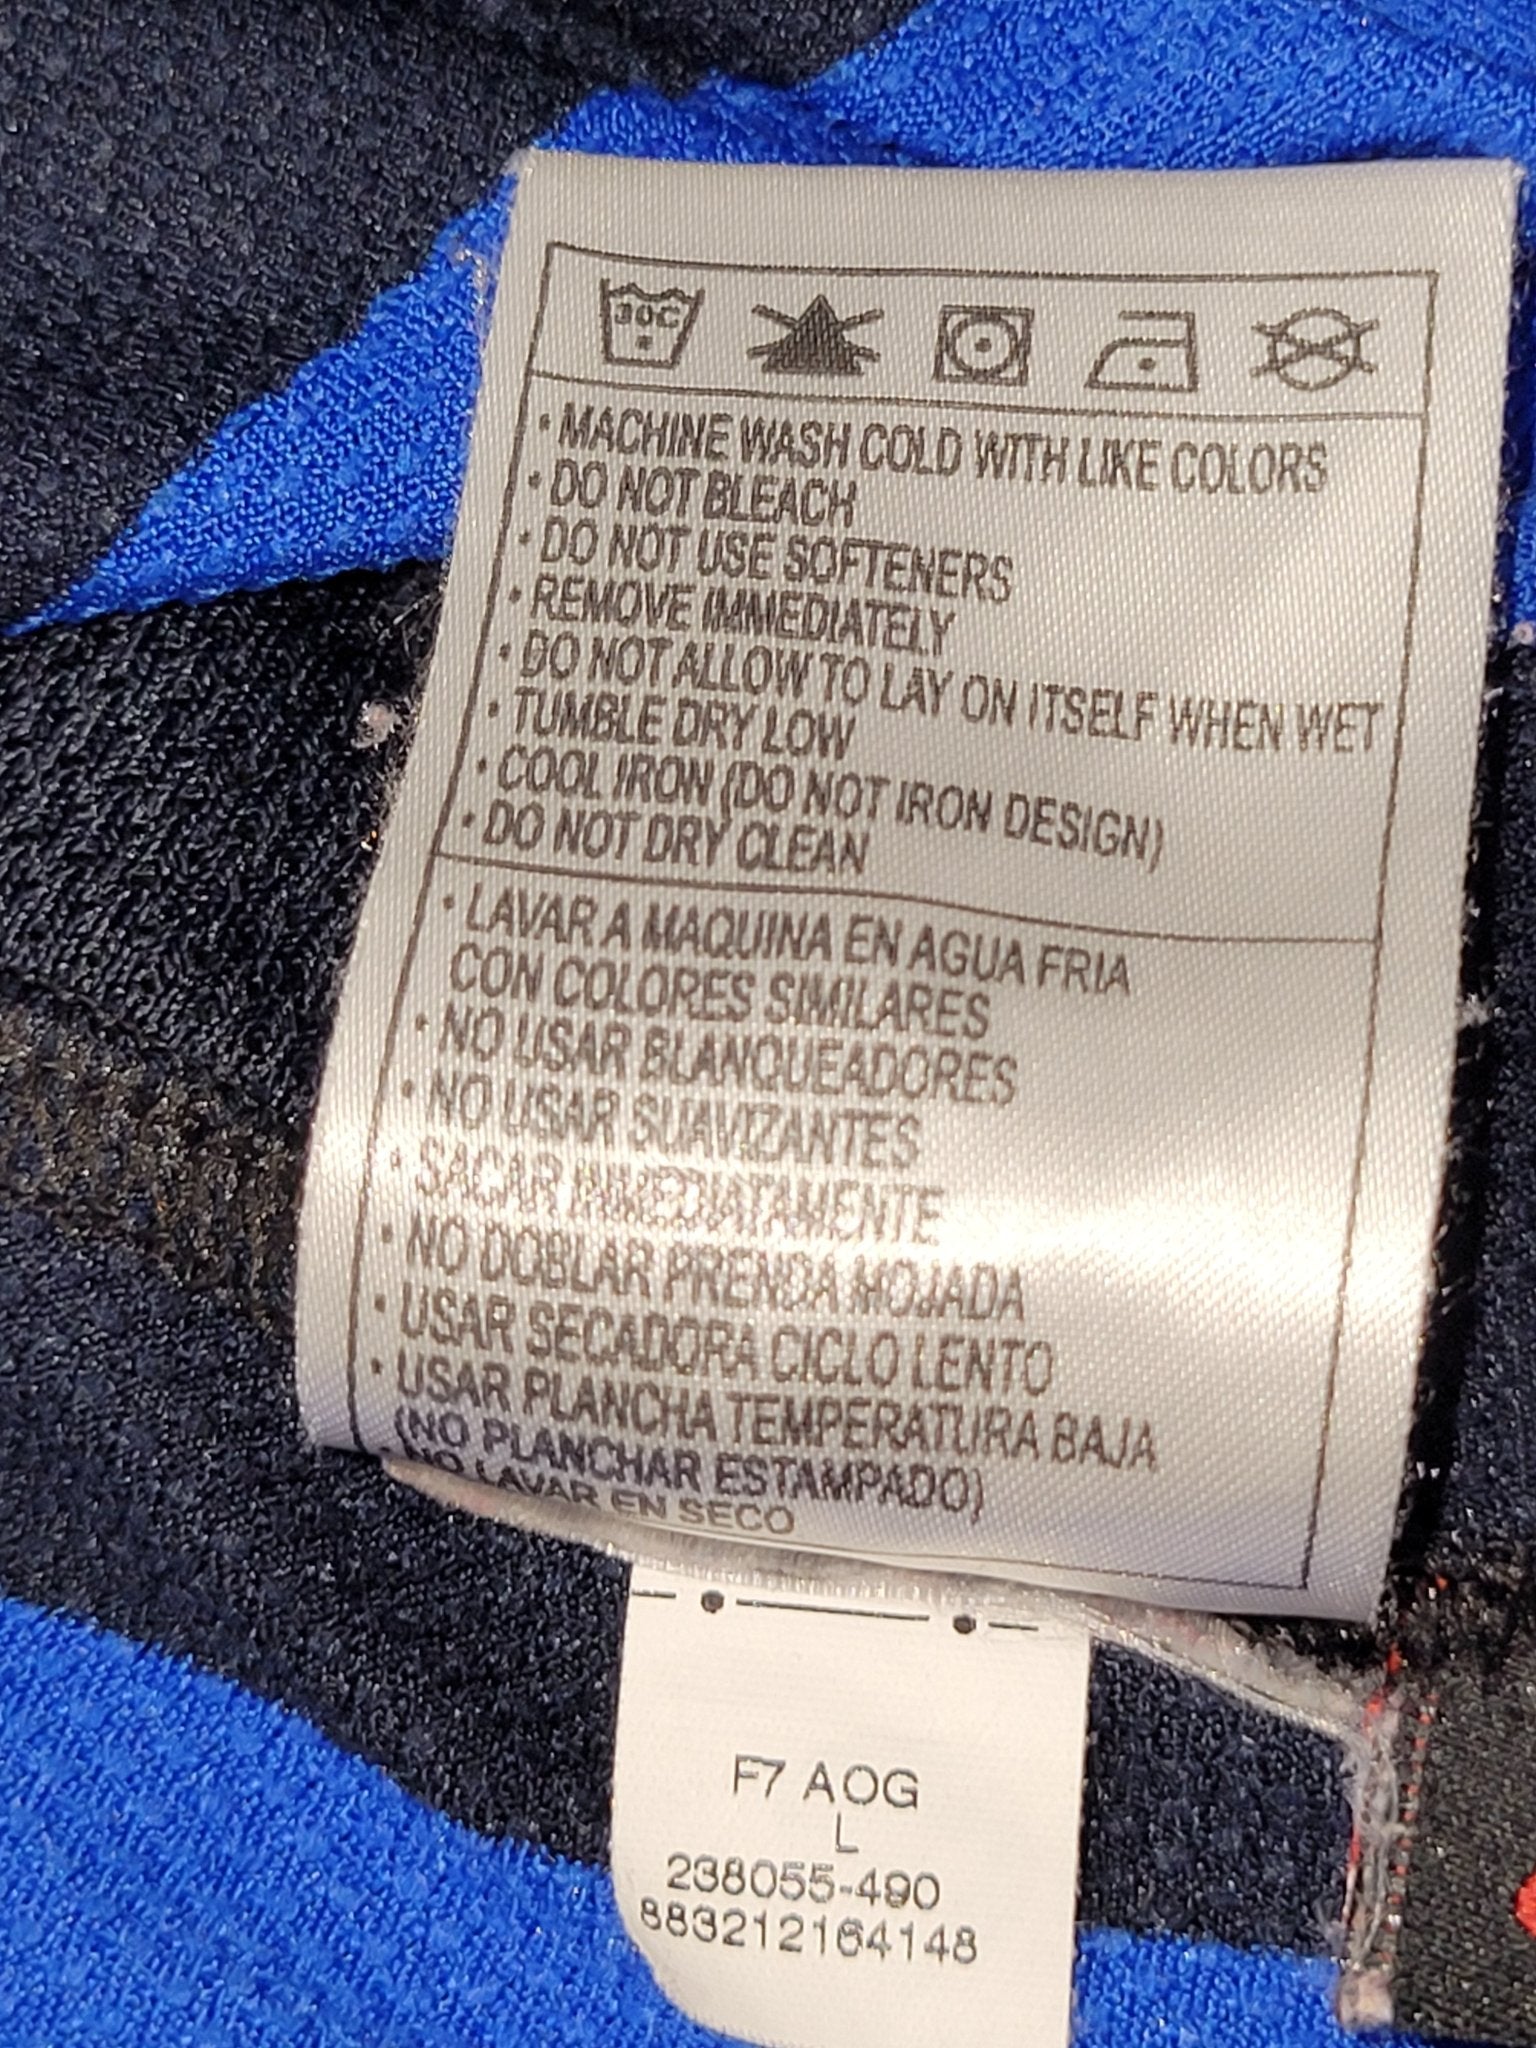 30C
• MACHINE WASH COLD WITH LIKE COLORS
• DO NOT BLEACH
• DO NOT USE SOFTENERS
• REMOVE IMMEDIATELY
• DO NOT ALLOW TO LAY ON ITSELF WHEN WET
• TUMBLE DRY LOW
• COOL IRON (DO NOT IRON DESIGN)
• DO NOT DRY CLEAN
• LAVAR A MAQUINA EN AGUA FRIA
CON COLORES SIMILARES
• NO USAR BLANQUEADORES
• NO USAR SUAVIZANTES
• SACAR INMEDIATAMENTE
• NO DOBLAR PRENDA MOJADA
• USAR SECADORA CICLO LENTO
• USAR PLANCHA TEMPERATURA BAJA
(NO PLANCHAR ESTAMPADO)
• NO LAVAR EN SECO
F7 AOG
L
238055-490
883212164148